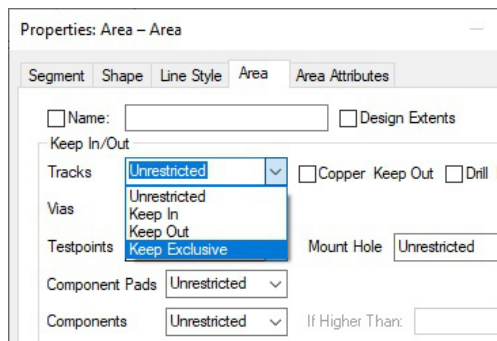 Properties: Area – Area
Segment Shape Line Style Area Area Attributes
Name: Design Extents
Keep In/Out
Tracks Unrestricted Copper Keep Out Drill
Unrestricted
Vias Keep In
Keep Out
Testpoints Keep Exclusive Mount Hole Unrestricted
Component Pads Unrestricted
Components Unrestricted If Higher Than: